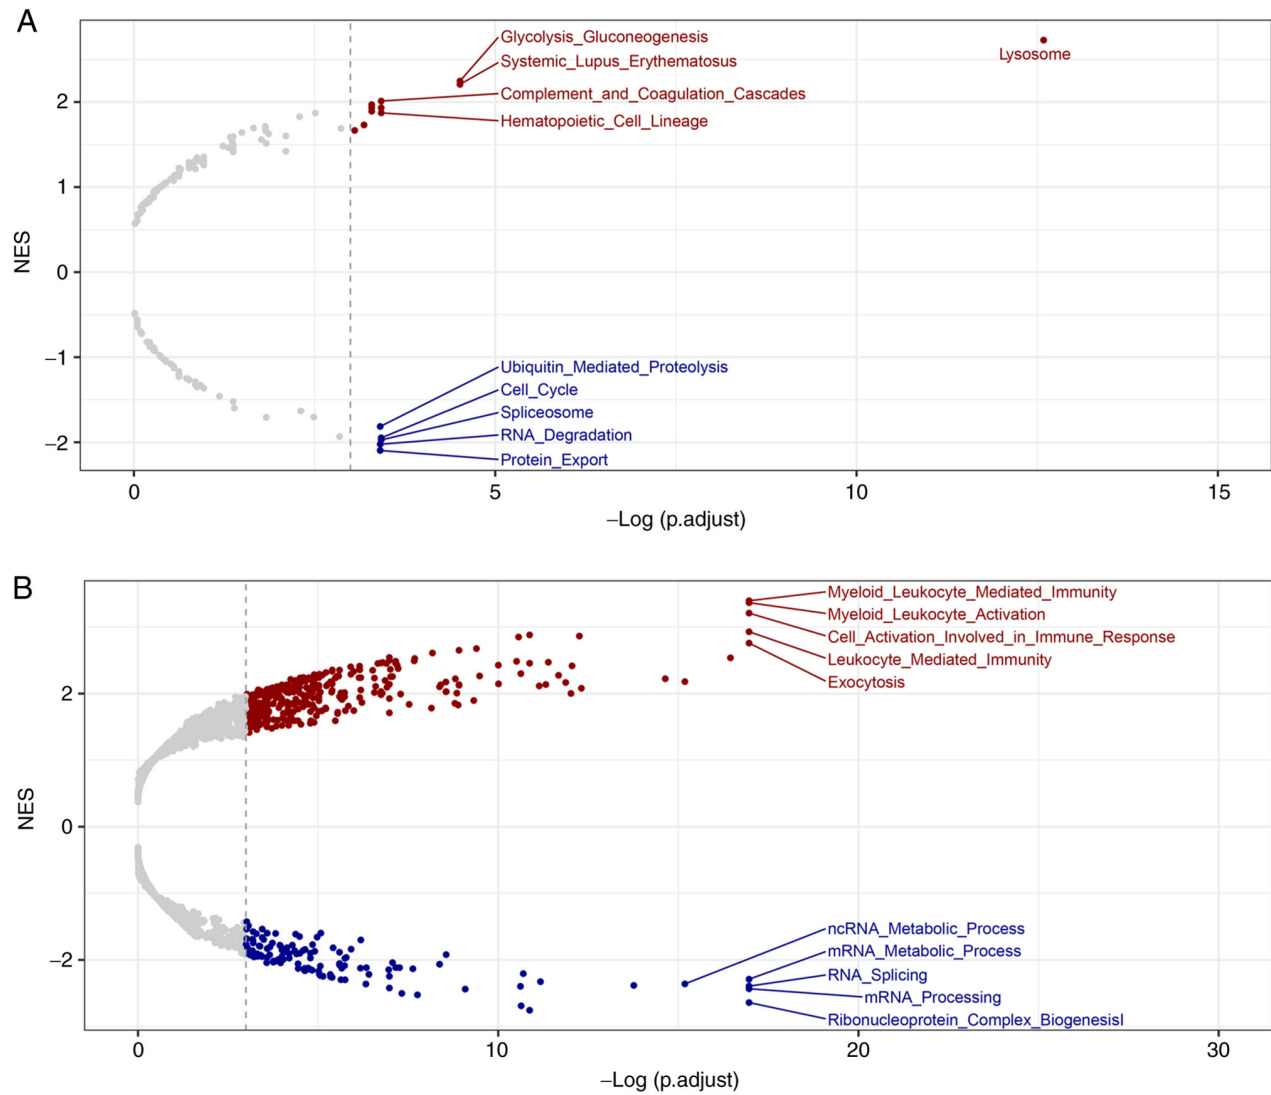 A
Glycolysis_Gluconeogenesis
Systemic_Lupus_Erythematosus
Lysosome
Complement_and_Coagulation_Cascades
Hematopoietic_Cell_Lineage
2
1
0
−1
−2
NES
Ubiquitin_Mediated_Proteolysis
Cell_Cycle
Spliceosome
RNA_Degradation
Protein_Export
0 5 10 15
−Log (p.adjust)
B
Myeloid_Leukocyte_Mediated_Immunity
Myeloid_Leukocyte_Activation
Cell_Activation_Involved_in_Immune_Response
Leukocyte_Mediated_Immunity
Exocytosis
2
0
−2
NES
ncRNA_Metabolic_Process
mRNA_Metabolic_Process
RNA_Splicing
mRNA_Processing
Ribonucleoprotein_Complex_BiogenesisI
0 10 20 30
−Log (p.adjust)